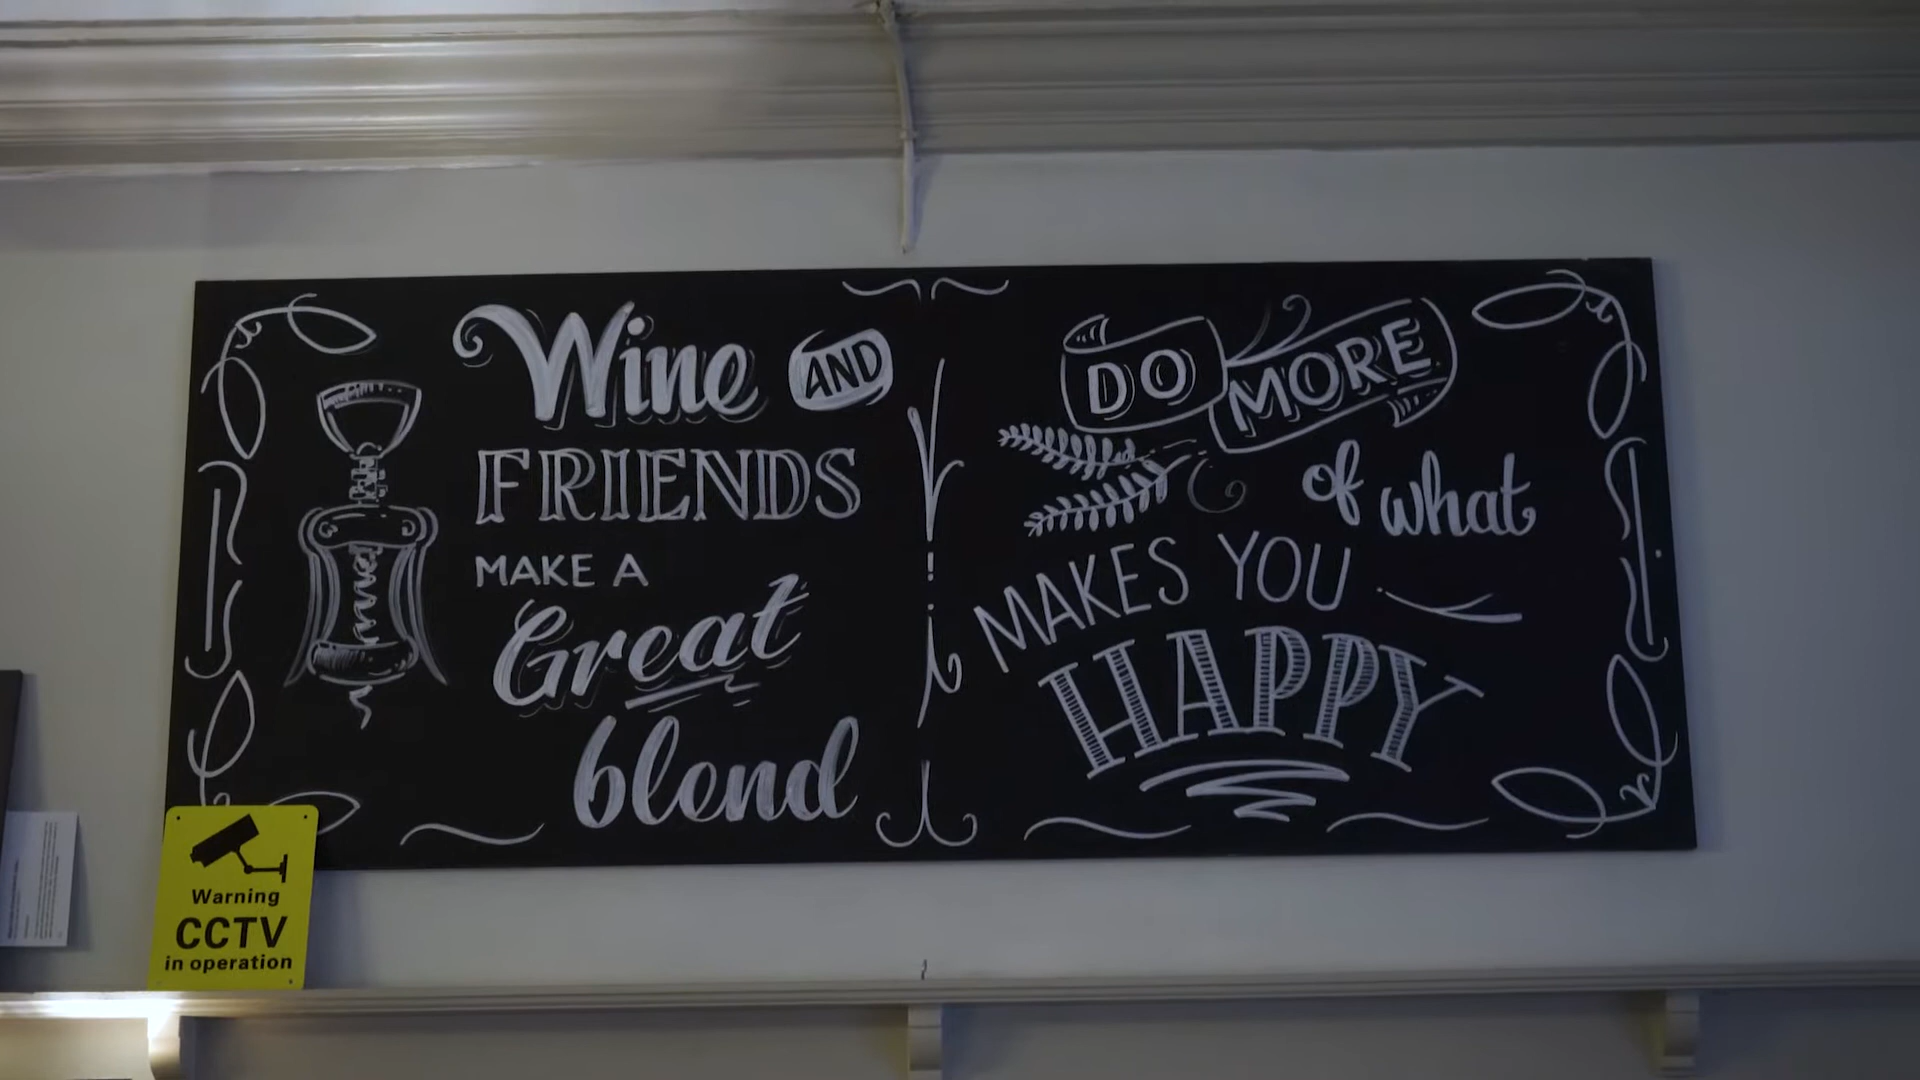 Wine AND
FRIENDS
MAKE A
Great
blend
DO MORE
of what
MAKES YOU
HAPPY
Warning
CCTV
in operation